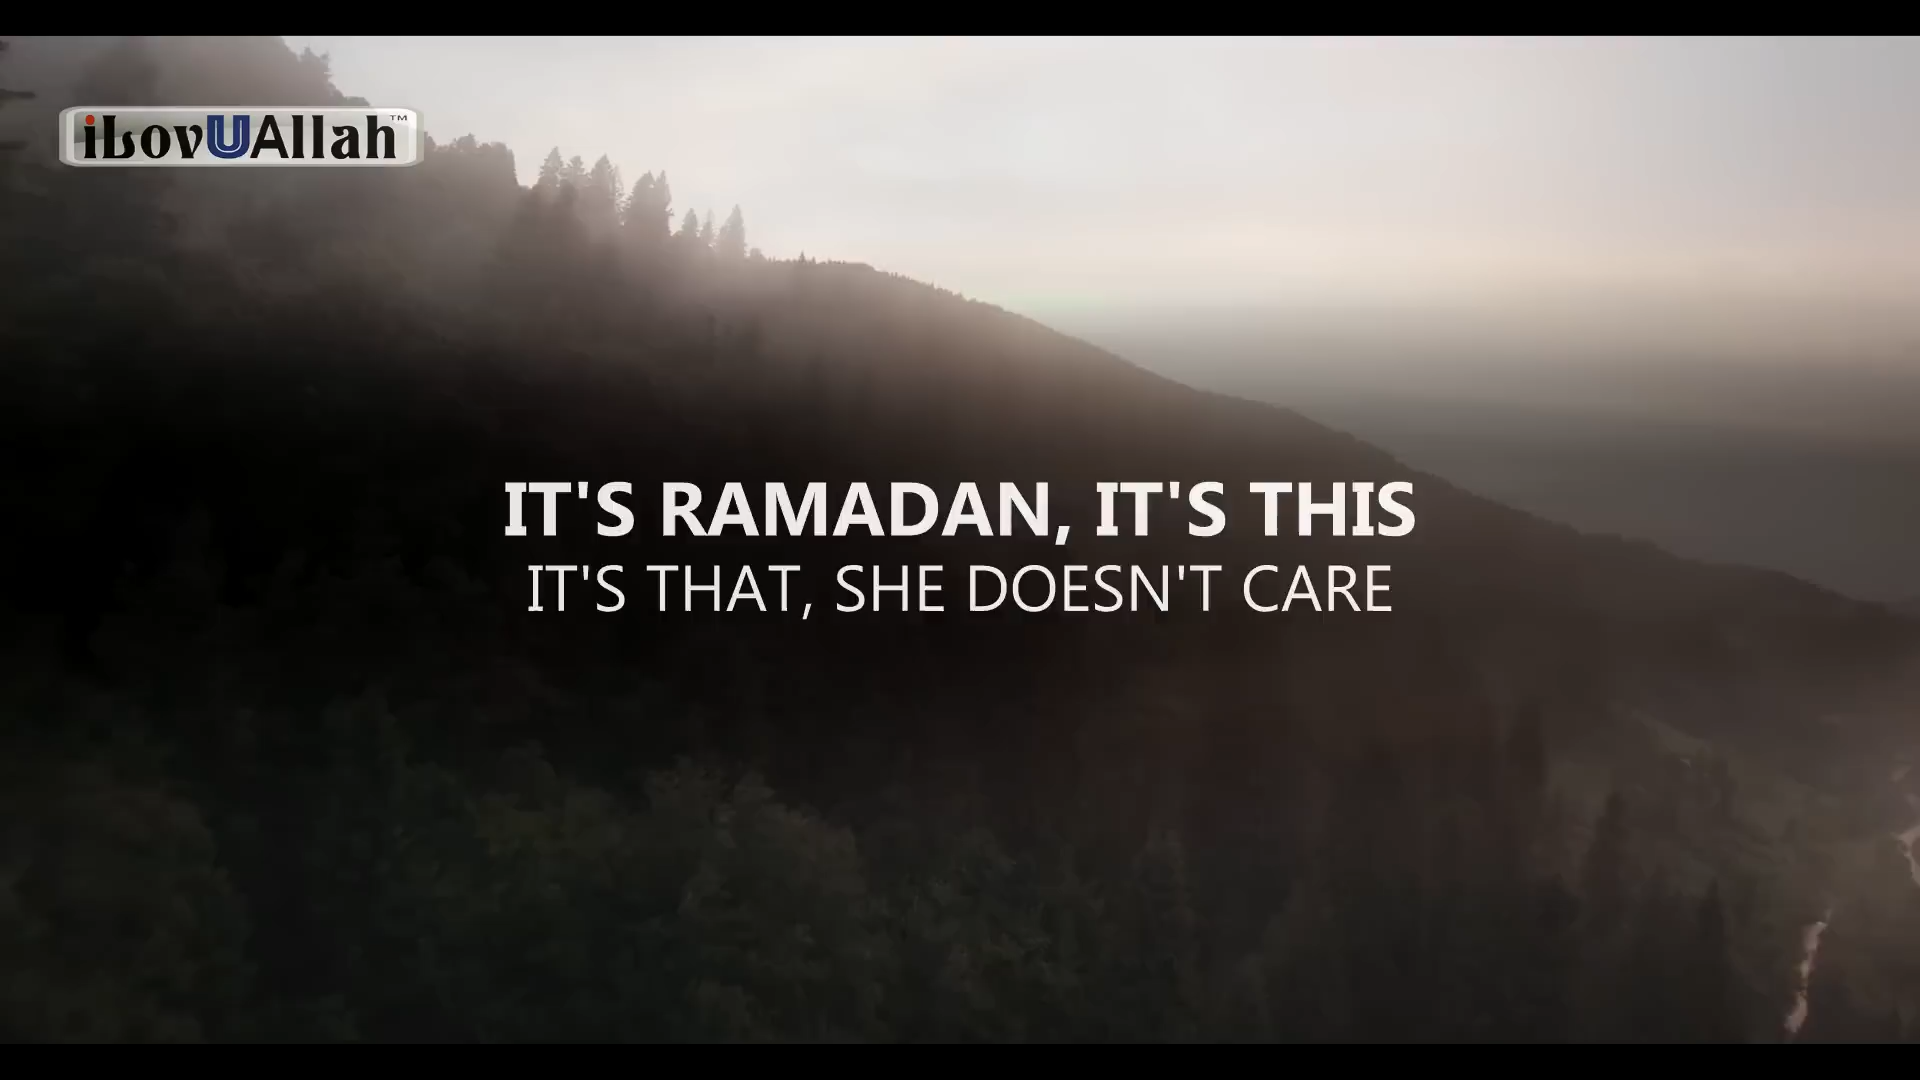 iLovUAllah™
IT'S RAMADAN, IT'S THIS
IT'S THAT, SHE DOESN'T CARE